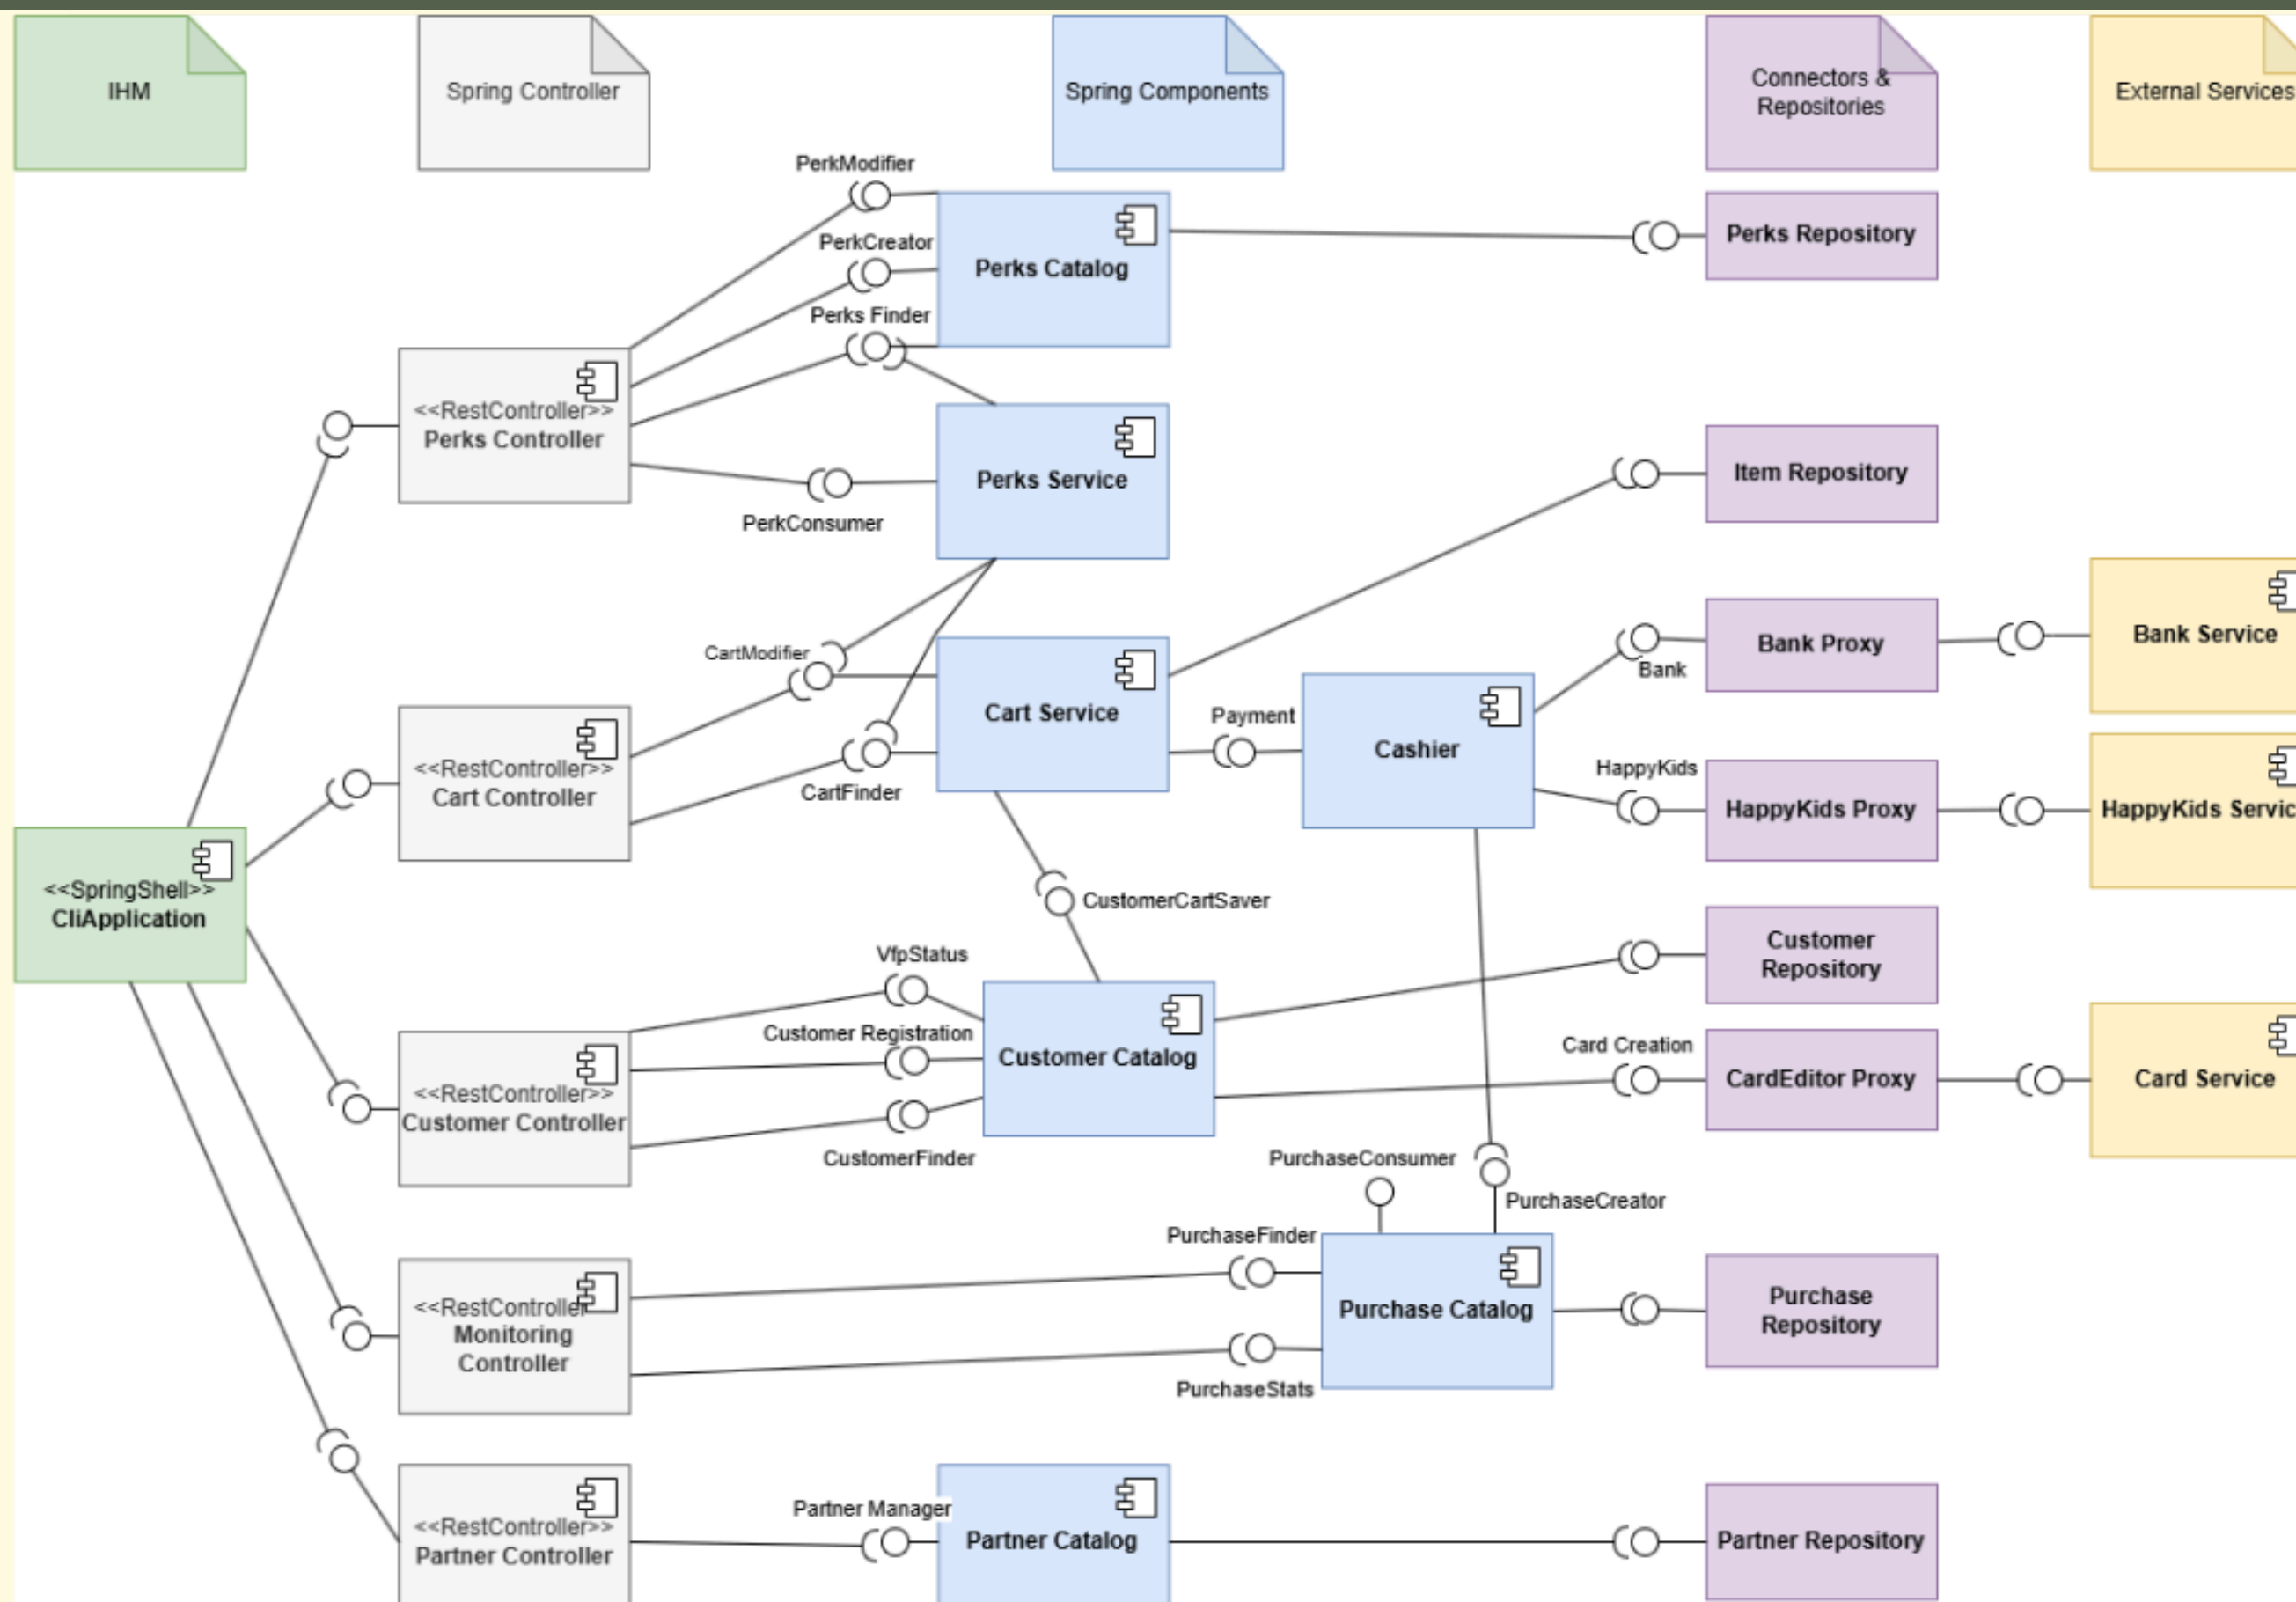 IHM
Spring Controller
Spring Components
Connectors &
Repositories
External Services
PerkModifier
PerkCreator
Perks Finder
Perks Catalog
Perks Repository
<<RestController>>
Perks Controller
PerkConsumer
Perks Service
Item Repository
CartModifier
CartFinder
<<RestController>>
Cart Controller
Cart Service
Payment
Cashier
Bank
Bank Proxy
Bank Service
HappyKids
HappyKids Proxy
HappyKids Servic
<<SpringShell>>
CliApplication
CustomerCartSaver
VfpStatus
Customer Registration
CustomerFinder
<<RestController>>
Customer Controller
Customer Catalog
Customer
Repository
Card Creation
CardEditor Proxy
Card Service
PurchaseConsumer
PurchaseCreator
PurchaseFinder
PurchaseStats
<<RestController
Monitoring
Controller
Purchase Catalog
Purchase
Repository
<<RestController>>
Partner Controller
Partner Manager
Partner Catalog
Partner Repository